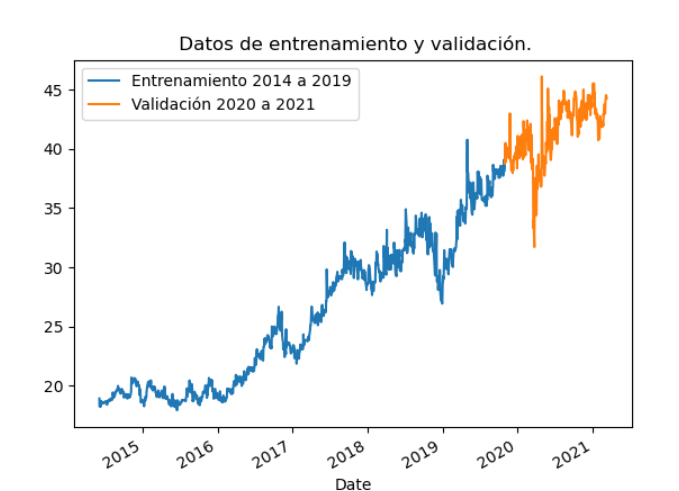 Datos de entrenamiento y validación.
Entrenamiento 2014 a 2019
Validación 2020 a 2021
45
40
35
30
25
20
2015 2016 2017 2018 2019 2020 2021
Date